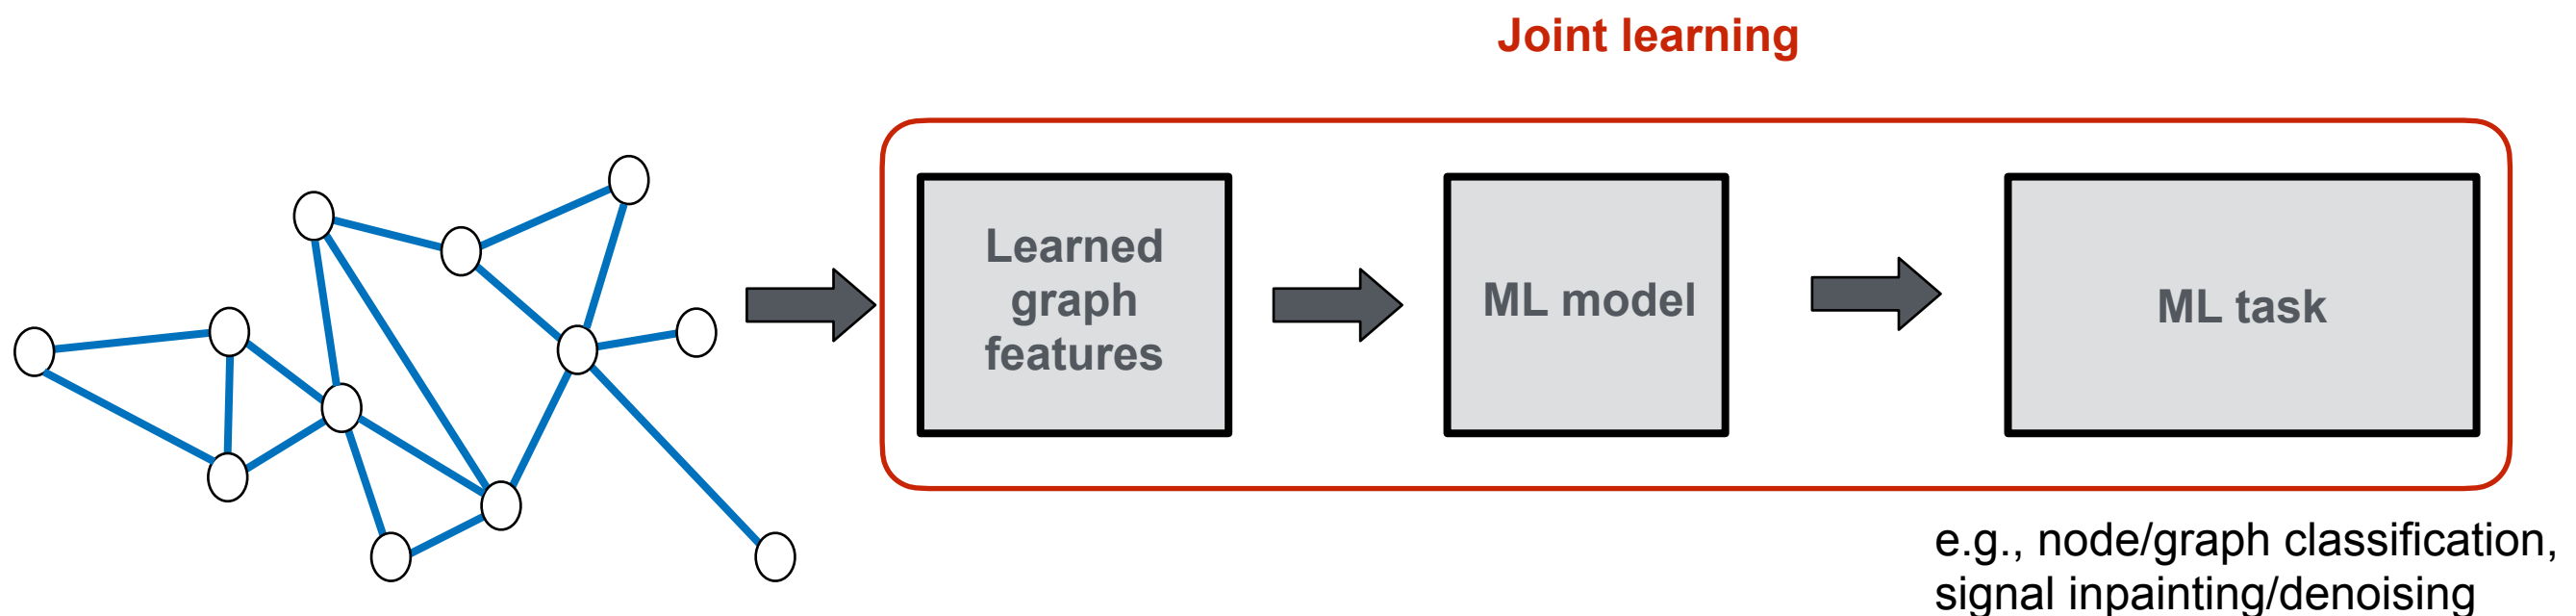 Joint learning
Learned
graph
features
ML model
ML task
e.g., node/graph classification,
signal inpainting/denoising